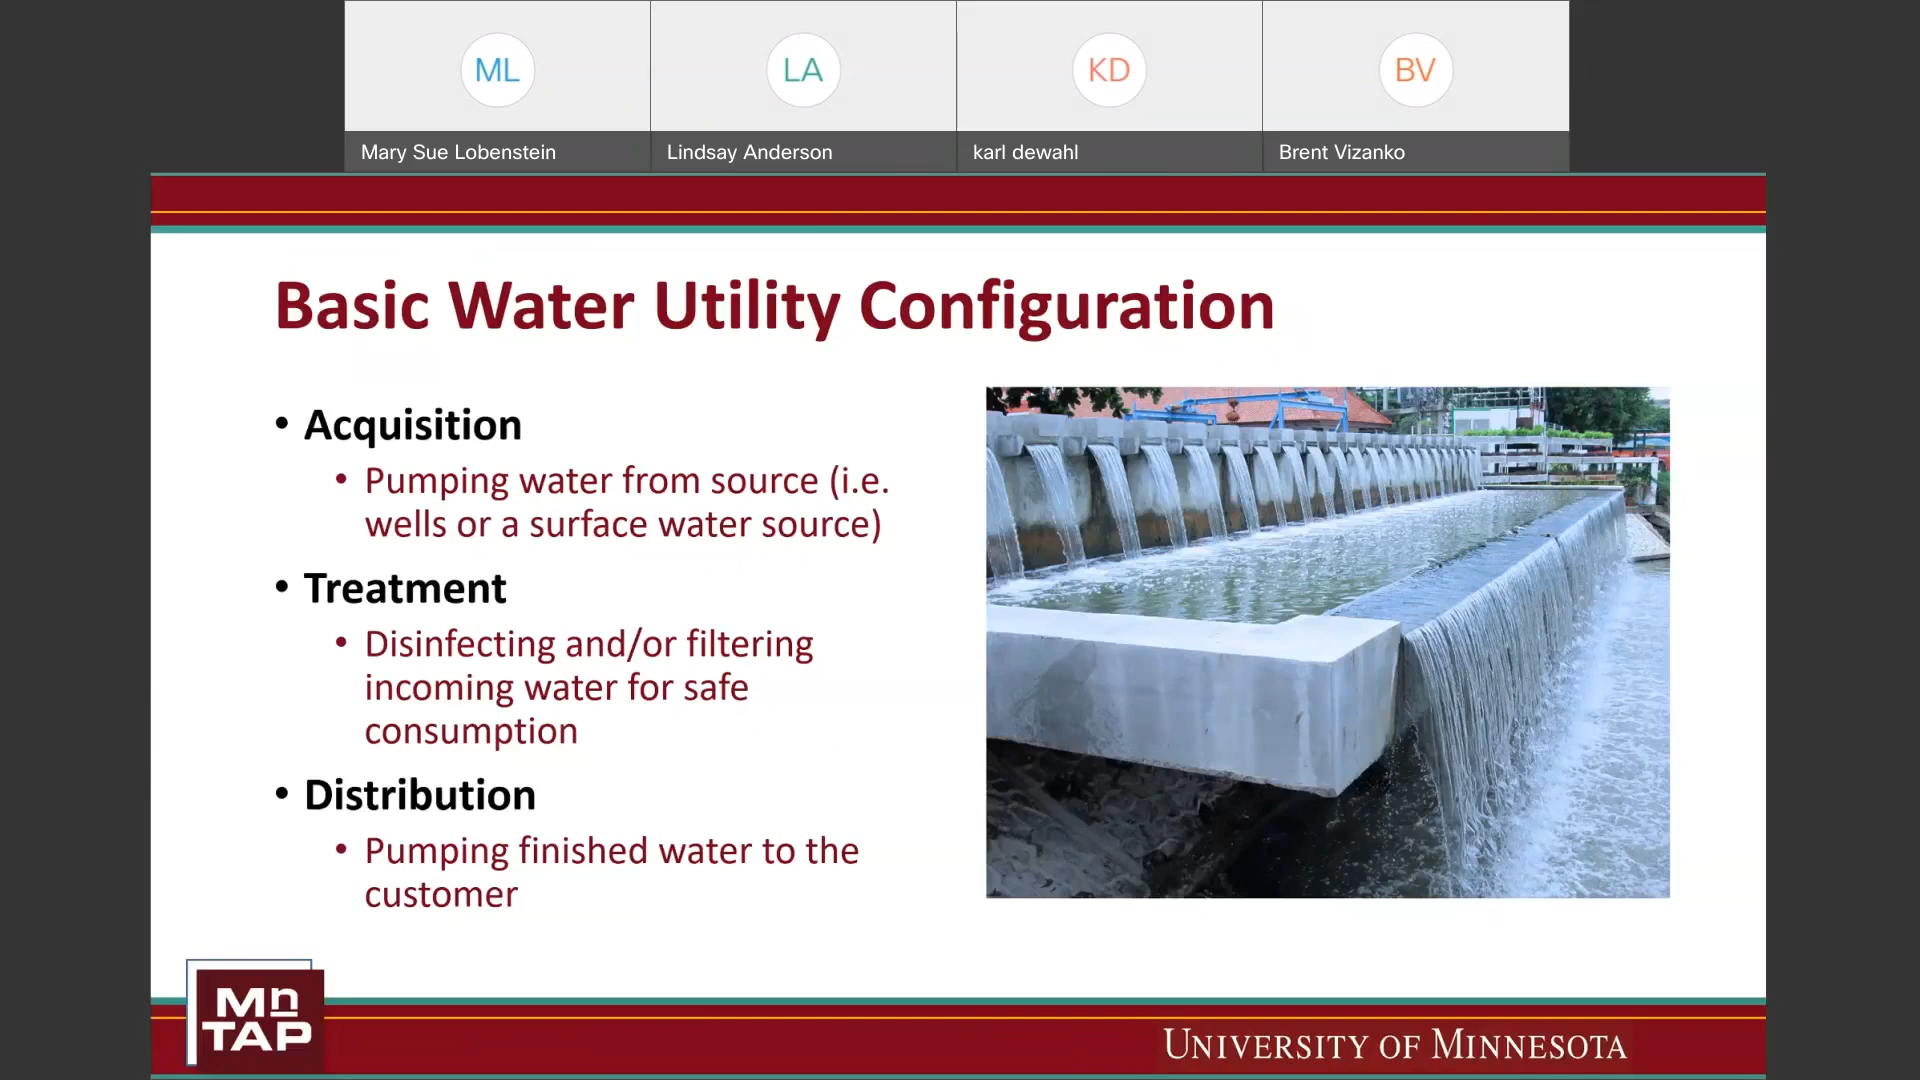 ML
LA
KD
BV
Mary Sue Lobenstein
Lindsay Anderson
karl dewahl
Brent Vizanko
Basic Water Utility Configuration
• Acquisition
• Pumping water from source (i.e.
wells or a surface water source)
• Treatment
• Disinfecting and/or filtering
incoming water for safe
consumption
• Distribution
• Pumping finished water to the
customer
Mn
TAP
UNIVERSITY OF MINNESOTA